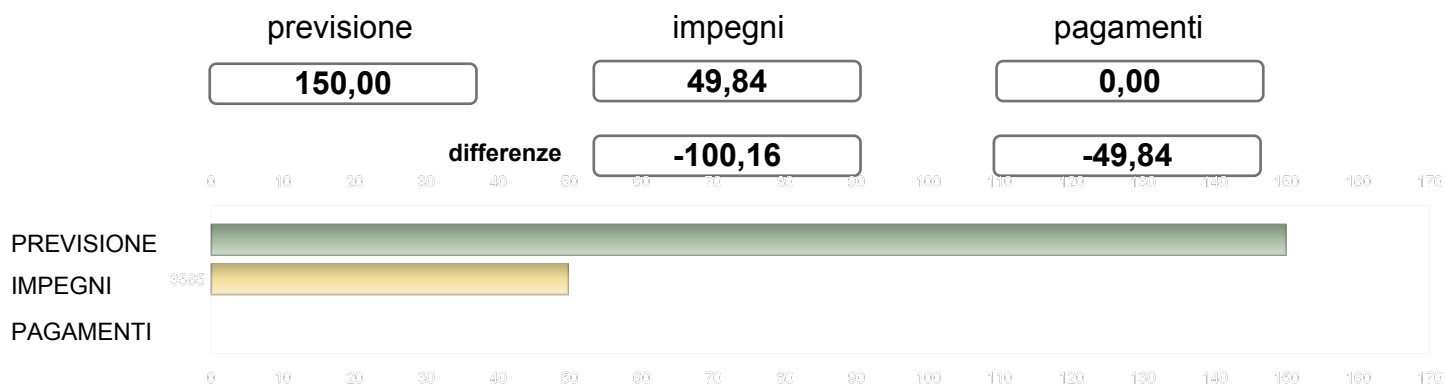 previsione impegni pagamenti
150,00 49,84 0,00
differenze -100,16 -49,84
0 10 20 30 40 50 60 70 80 90 100 110 120 130 140 150 160 170
PREVISIONE
3565
IMPEGNI
PAGAMENTI
0 10 20 30 40 50 60 70 80 90 100 110 120 130 140 150 160 170